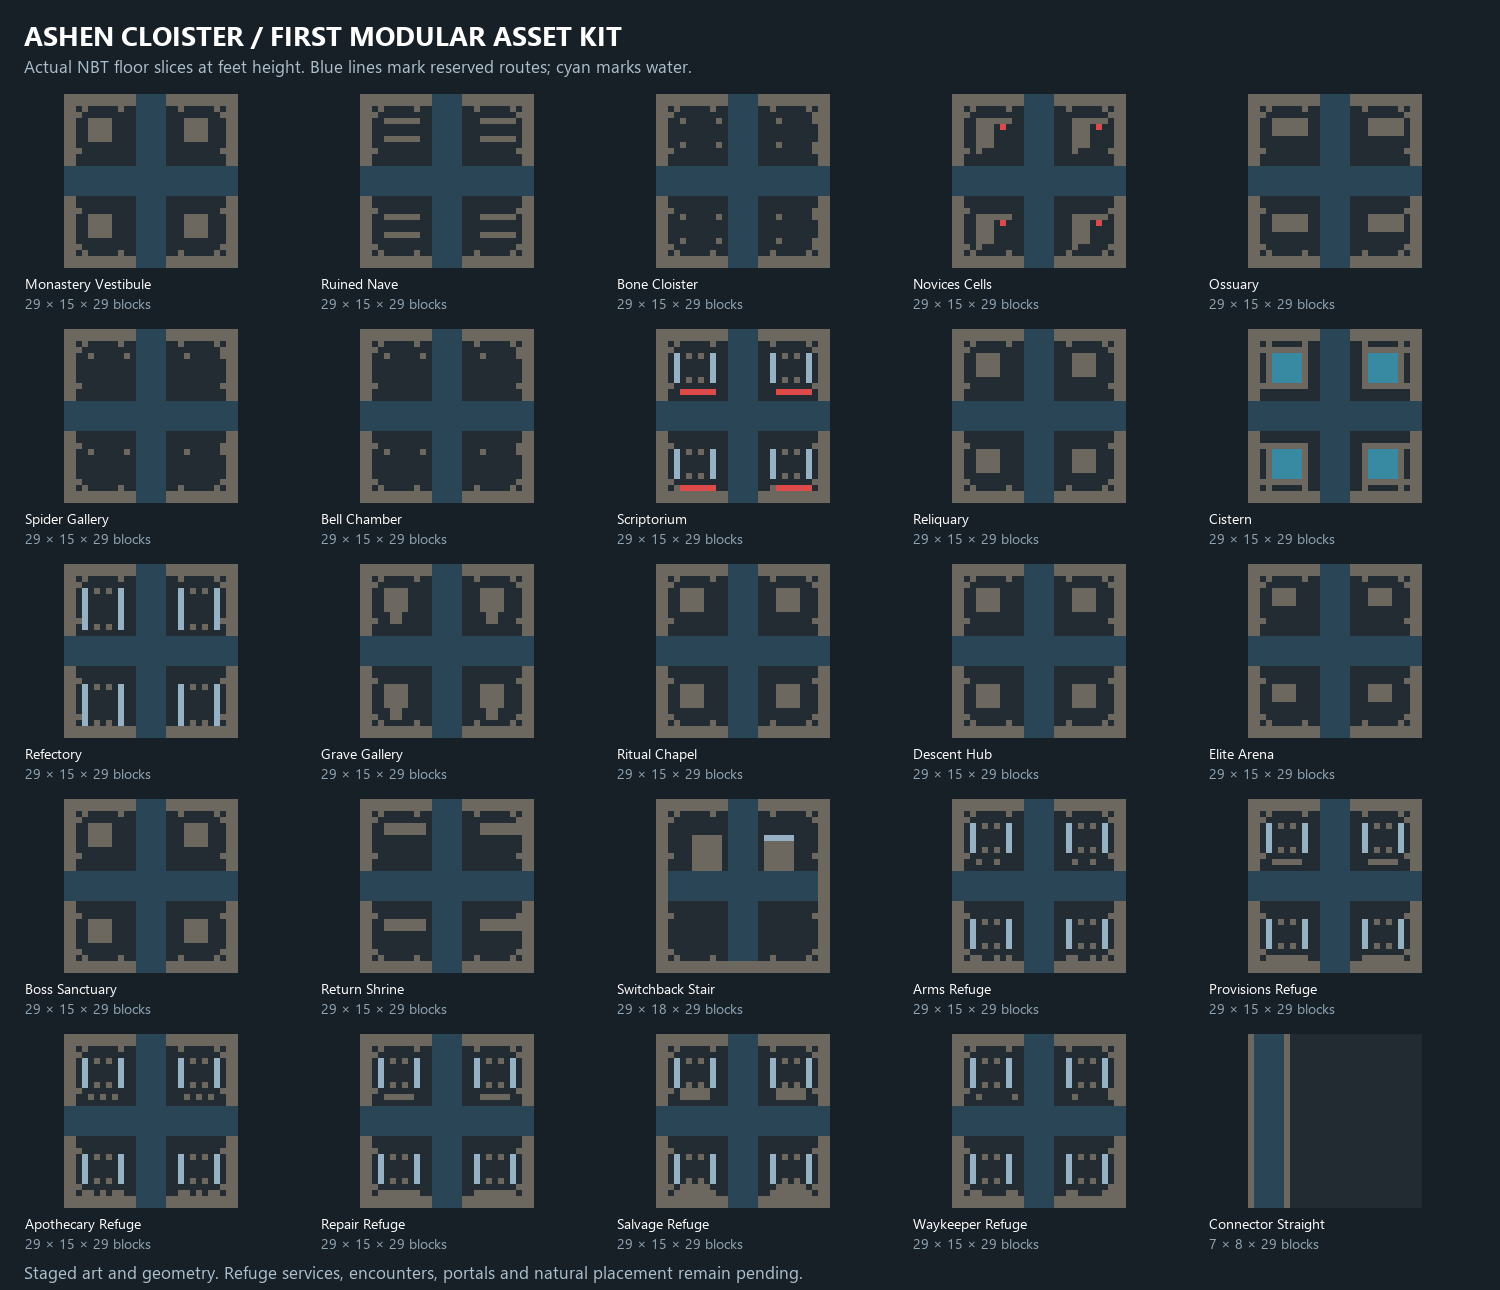 ASHEN CLOISTER / FIRST MODULAR ASSET KIT
Actual NBT floor slices at feet height. Blue lines mark reserved routes; cyan marks water.
Monastery Vestibule
29 × 15 × 29 blocks
Ruined Nave
29 × 15 × 29 blocks
Bone Cloister
29 × 15 × 29 blocks
Novices Cells
29 × 15 × 29 blocks
Ossuary
29 × 15 × 29 blocks
Spider Gallery
29 × 15 × 29 blocks
Bell Chamber
29 × 15 × 29 blocks
Scriptorium
29 × 15 × 29 blocks
Reliquary
29 × 15 × 29 blocks
Cistern
29 × 15 × 29 blocks
Refectory
29 × 15 × 29 blocks
Grave Gallery
29 × 15 × 29 blocks
Ritual Chapel
29 × 15 × 29 blocks
Descent Hub
29 × 15 × 29 blocks
Elite Arena
29 × 15 × 29 blocks
Boss Sanctuary
29 × 15 × 29 blocks
Return Shrine
29 × 15 × 29 blocks
Switchback Stair
29 × 18 × 29 blocks
Arms Refuge
29 × 15 × 29 blocks
Provisions Refuge
29 × 15 × 29 blocks
Apothecary Refuge
29 × 15 × 29 blocks
Repair Refuge
29 × 15 × 29 blocks
Salvage Refuge
29 × 15 × 29 blocks
Waykeeper Refuge
29 × 15 × 29 blocks
Connector Straight
7 × 8 × 29 blocks
Staged art and geometry. Refuge services, encounters, portals and natural placement remain pending.